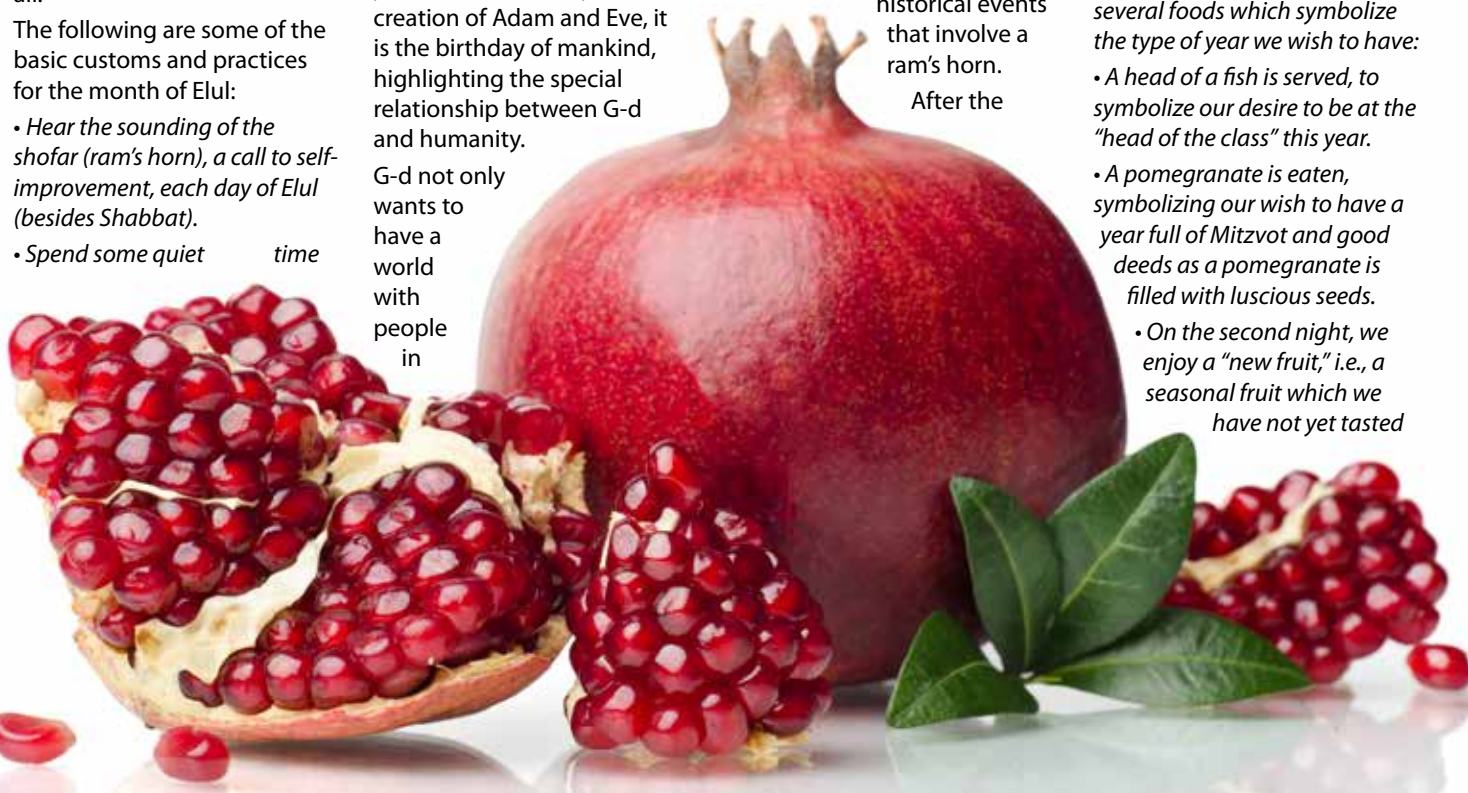 The following are some of the
basic customs and practices
for the month of Elul:
• Hear the sounding of the
shofar (ram’s horn), a call to self-
improvement, each day of Elul
(besides Shabbat).
• Spend some quiet time
creation of Adam and Eve, it
is the birthday of mankind,
highlighting the special
relationship between G-d
and humanity.
G-d not only
wants to
have a
world
with
people
in
historical events
that involve a
ram’s horn.
After the
several foods which symbolize
the type of year we wish to have:
• A head of a fish is served, to
symbolize our desire to be at the
“head of the class” this year.
• A pomegranate is eaten,
symbolizing our wish to have a
year full of Mitzvot and good
deeds as a pomegranate is
filled with luscious seeds.
• On the second night, we
enjoy a “new fruit,” i.e., a
seasonal fruit which we
have not yet tasted